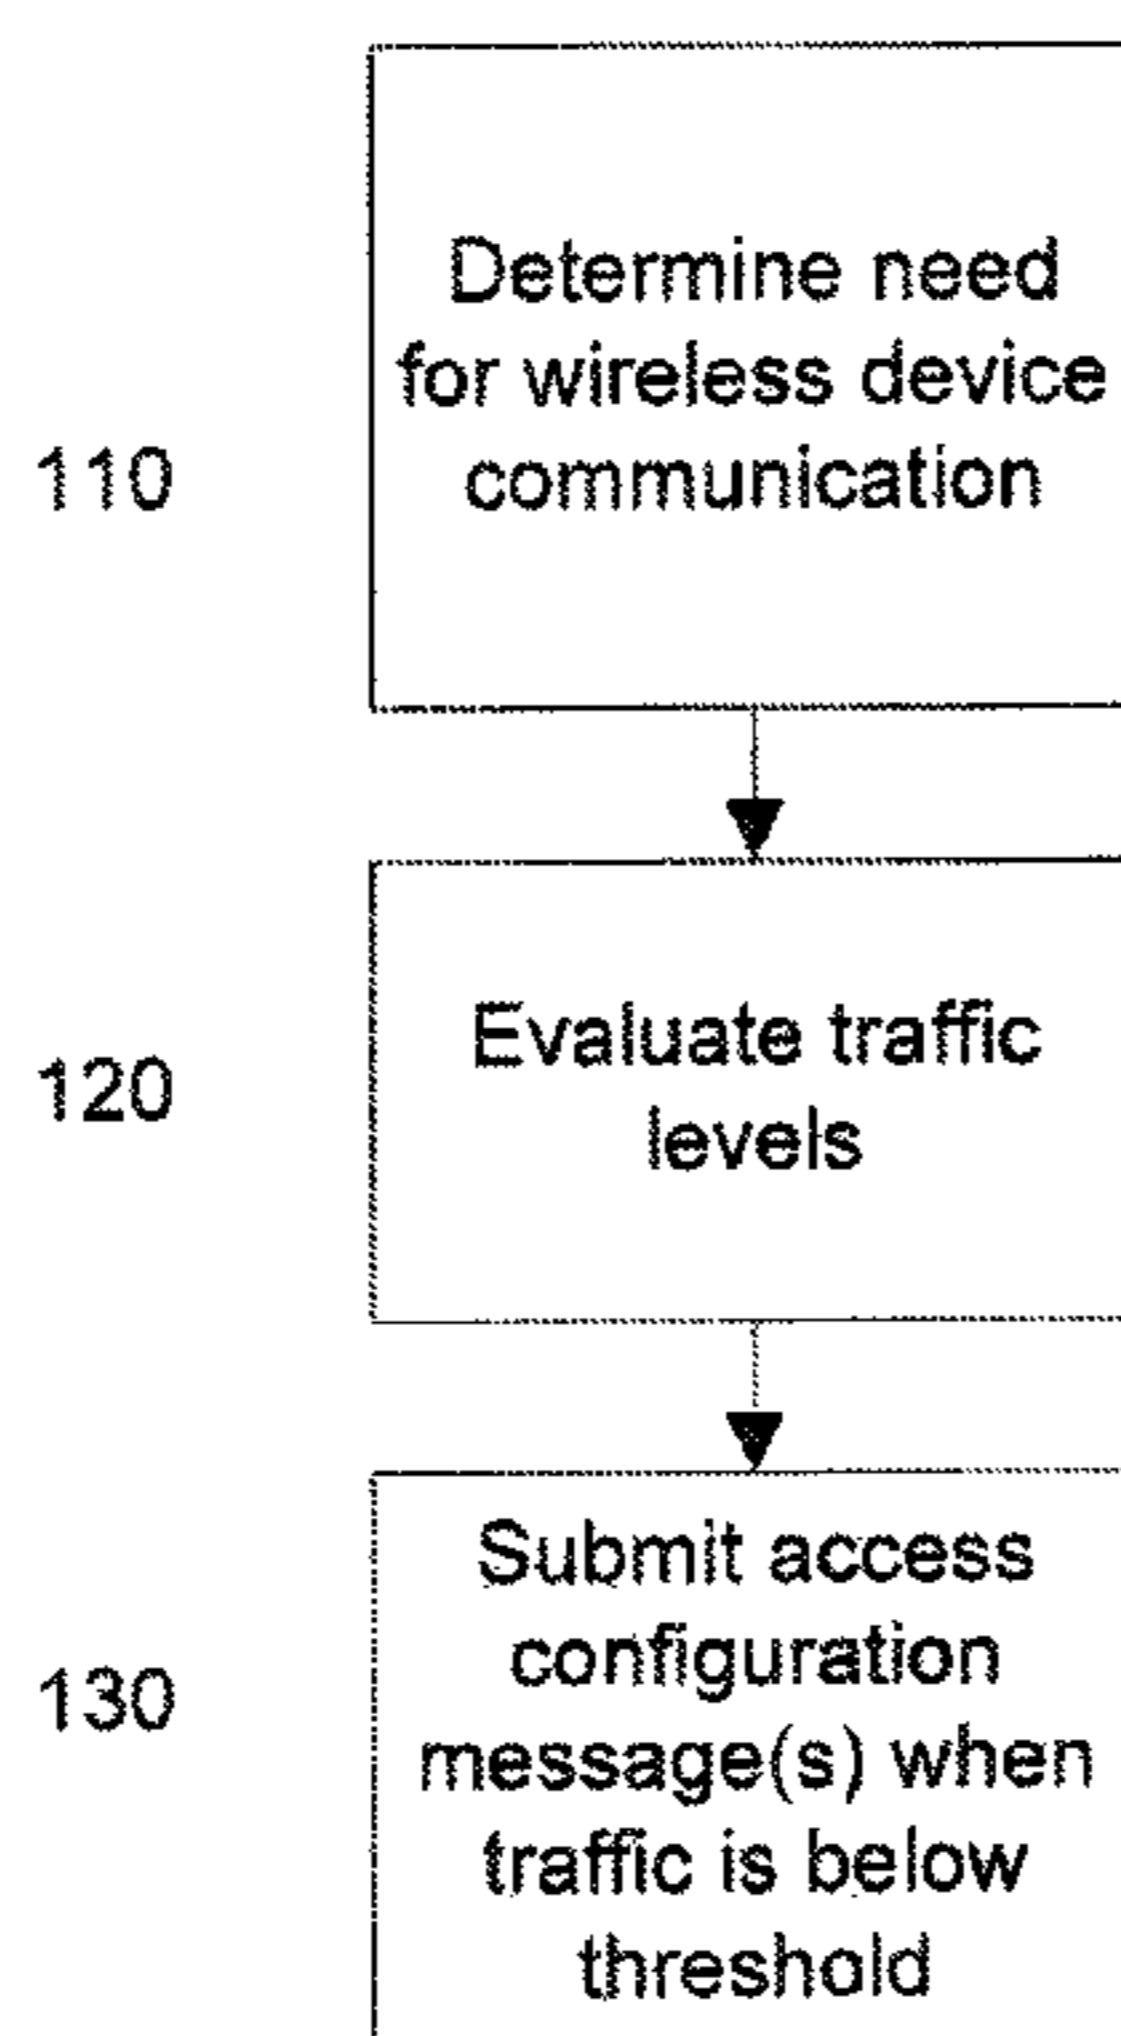 Determine need
for wireless device
communication
110
Evaluate traffic
levels
120
Submit access
configuration
message(s) when
traffic is below
threshold
130